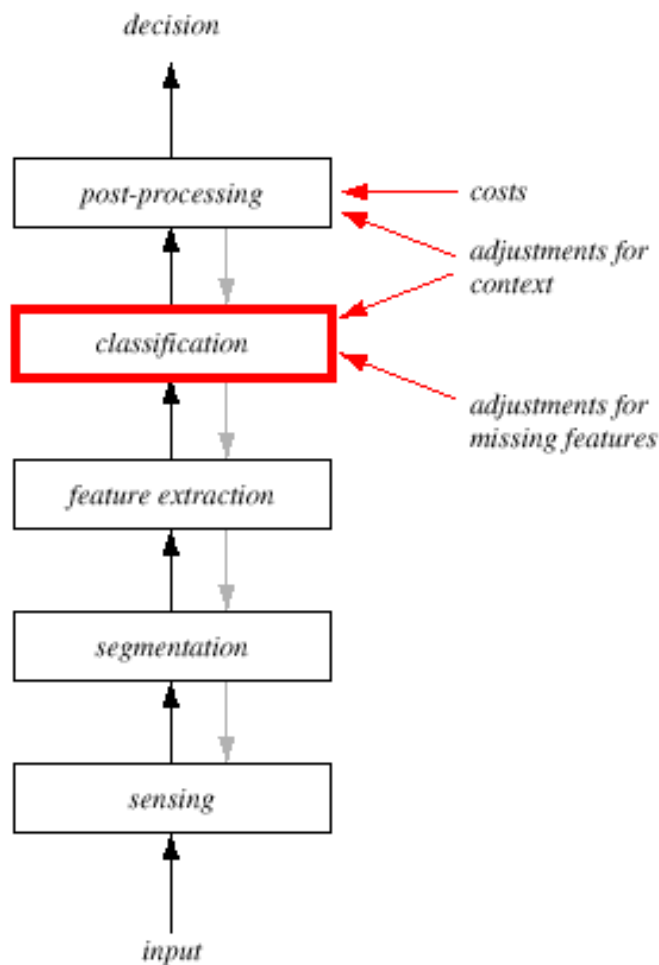 decision
post-processing
costs
adjustments for
context
classification
adjustments for
missing features
feature extraction
segmentation
sensing
input